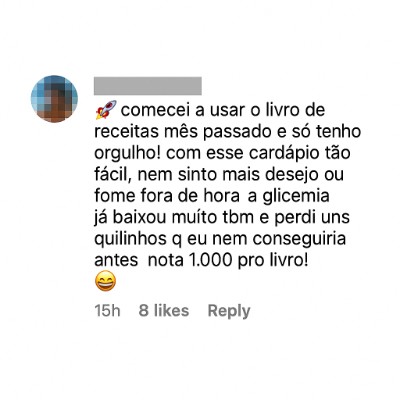 🚀 comecei a usar o livro de
receitas mês passado e só tenho
orgulho! com esse cardápio tão
fácil, nem sinto mais desejo ou
fome fora de hora a glicemia
já baixou muíto tbm e perdi uns
quilinhos q eu nem conseguiria
antes nota 1.000 pro livro!
😄
15h 8 likes Reply